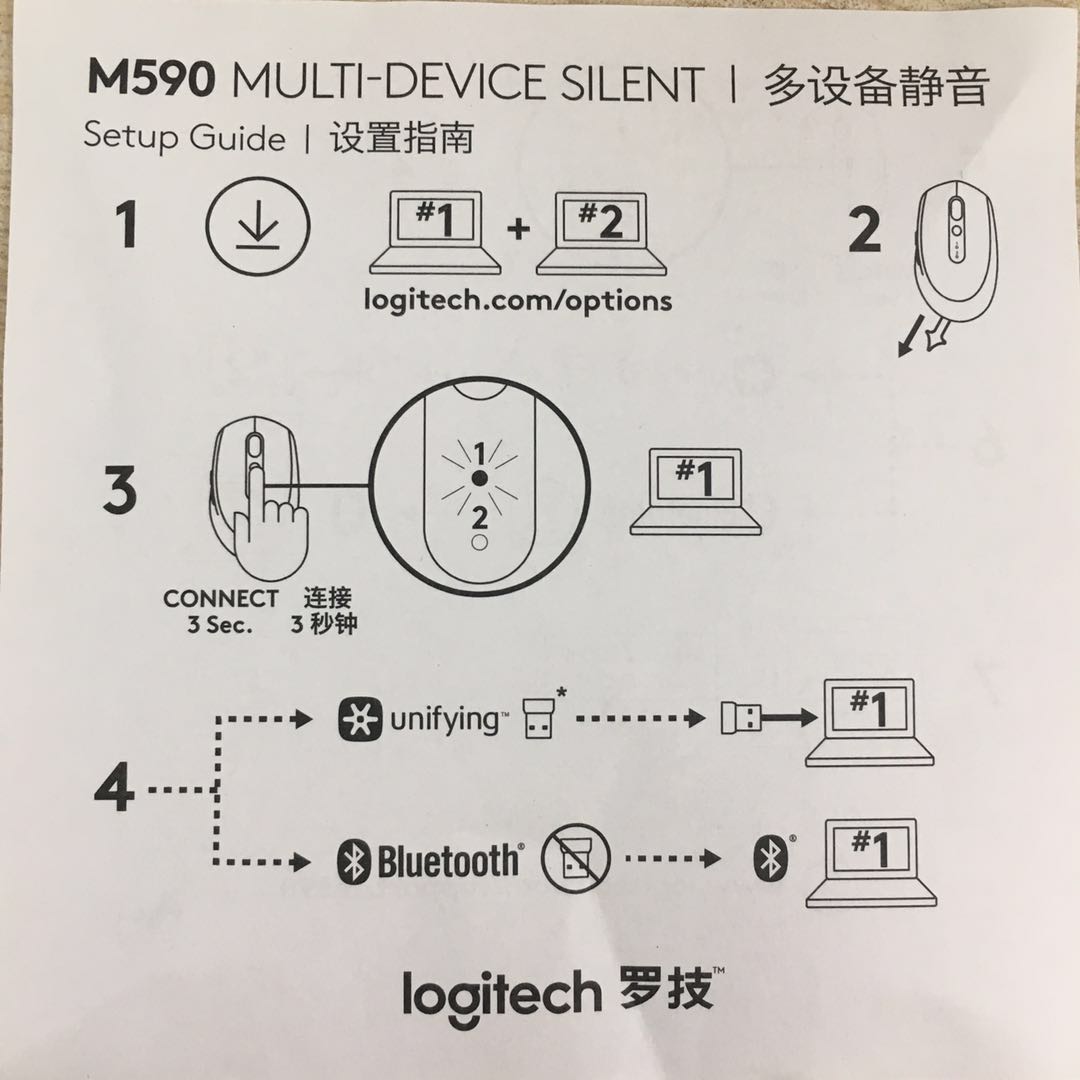 M590 MULTI-DEVICE SILENT | 多设备静音
Setup Guide | 设置指南
1
#1 + #2
logitech.com/options
2
3
1
2
#1
CONNECT 连接
3 Sec. 3 秒钟
4
unifying™ *
#1
Bluetooth®
®
#1
logitech 罗技™